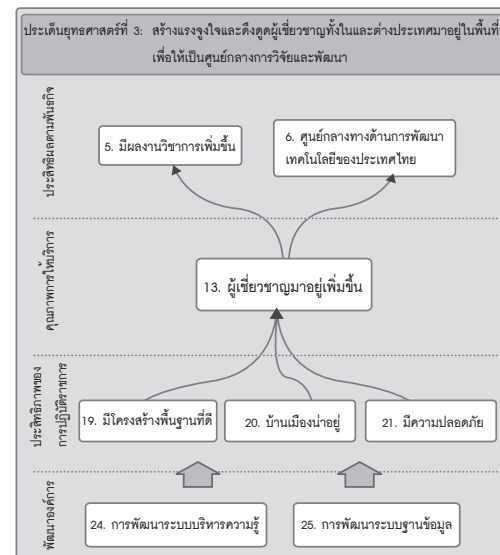 ประเด็นยุทธศาสตร์ที่ 3: สร้างแรงจูงใจและดึงดูดผู้เชี่ยวชาญทั้งในและต่างประเทศมาอยู่ในพื้นที่
เพื่อให้เป็นศูนย์กลางการวิจัยและพัฒนา
ประสิทธิผลตามพันธกิจ
5. มีผลงานวิชาการเพิ่มขึ้น
6. ศูนย์กลางทางด้านการพัฒนา
เทคโนโลยีของประเทศไทย
คุณภาพการให้บริการ
13. ผู้เชี่ยวชาญมาอยู่เพิ่มขึ้น
ประสิทธิภาพของ
การปฏิบัติราชการ
19. มีโครงสร้างพื้นฐานที่ดี
20. บ้านเมืองน่าอยู่
21. มีความปลอดภัย
พัฒนาองค์การ
24. การพัฒนาระบบบริหารความรู้
25. การพัฒนาระบบฐานข้อมูล